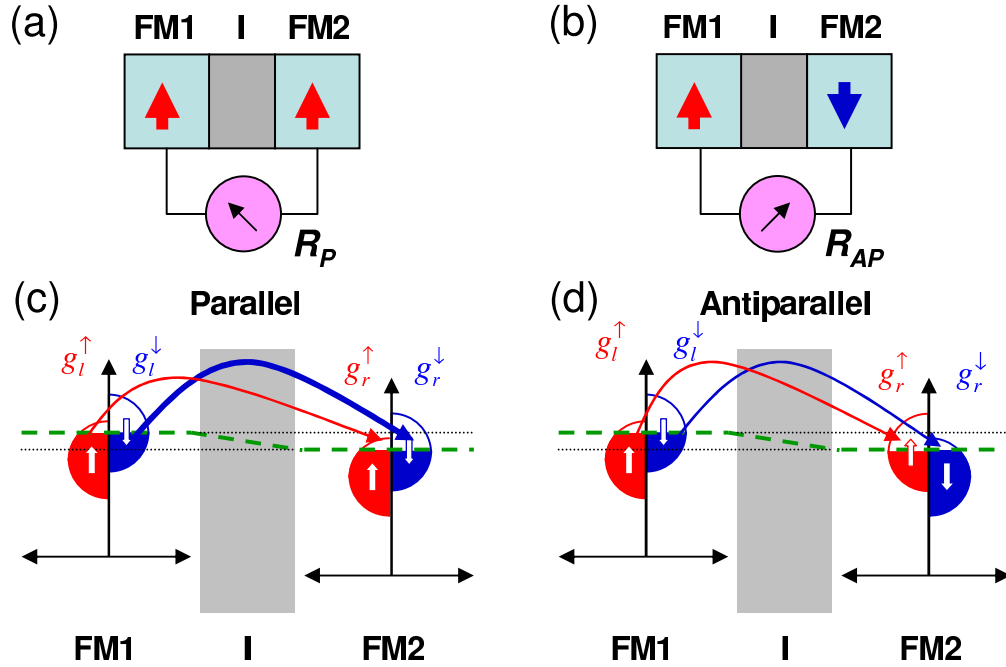 (a) (b)
FM1 I FM2 FM1 I FM2
R_P R_AP
(c) Parallel (d) Antiparallel
g_l^↑ g_l^↓ g_r^↑ g_r^↓ g_l^↑ g_l^↓ g_r^↑ g_r^↓
FM1 I FM2 FM1 I FM2